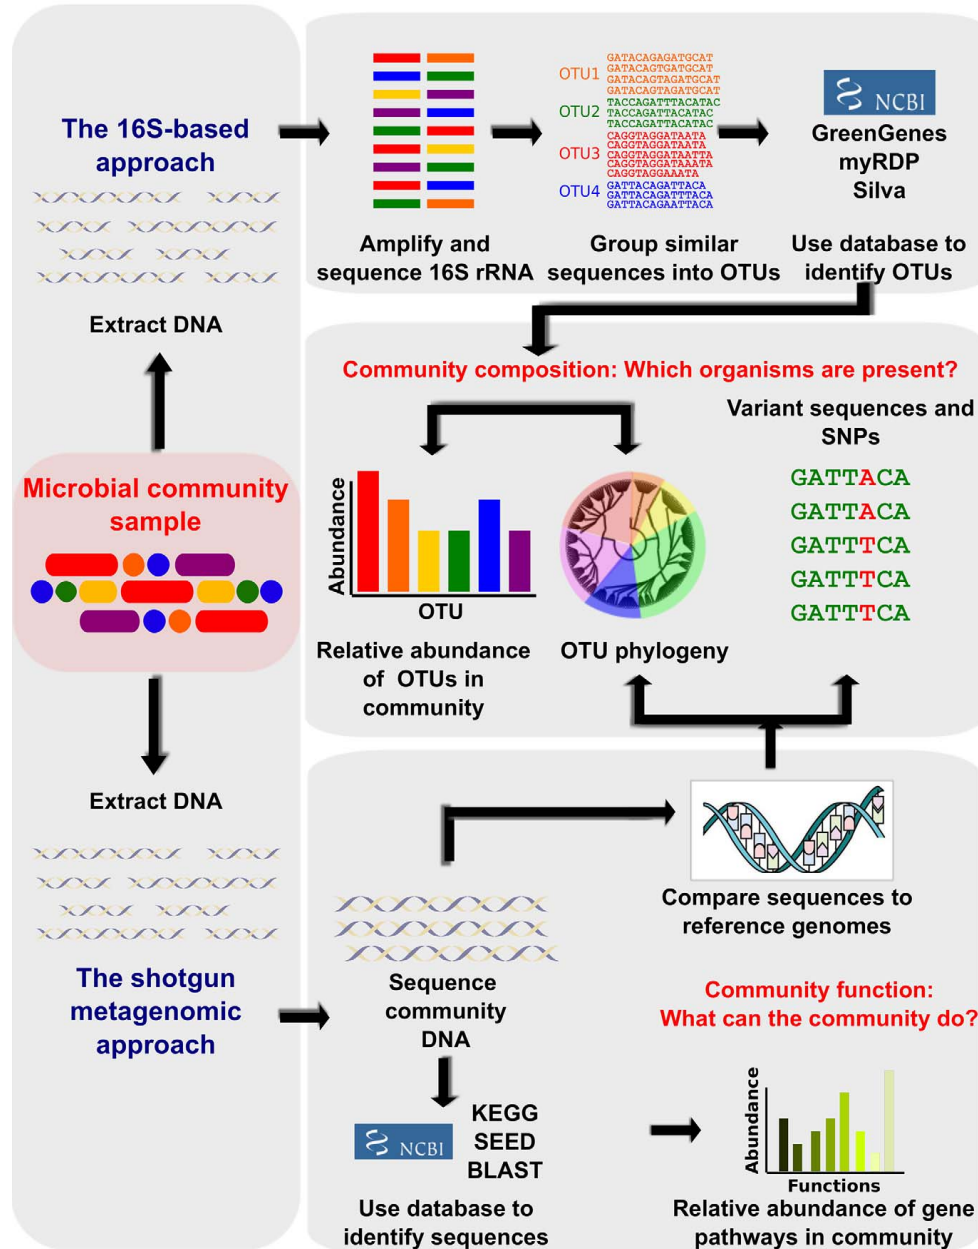 The 16S-based
approach
Extract DNA
Microbial community
sample
Extract DNA
The shotgun
metagenomic
approach
Amplify and
sequence 16S rRNA
OTU1
GATACAGAGATGCAT
GATACAGTGATGCAT
GATACAGTAGATGCAT
GATACAGTAGATGCAT
OTU2
TACCAGATTTACATAC
TACCAGATTACATAC
TACCAGATTTACATAC
OTU3
CAGGTAGGATAATA
CAGGTAGGATAATA
CAGGTAGGATAATTA
CAGGTAGGATAAATA
CAGGTAGGAAATA
OTU4
GATTACAGATTACA
GATTACAGATTTACA
GATTACAGAATTACA
Group similar
sequences into OTUs
NCBI
GreenGenes
myRDP
Silva
Use database to
identify OTUs
Community composition: Which organisms are present?
Abundance
OTU
Relative abundance
of OTUs in
community
OTU phylogeny
Variant sequences and
SNPs
GATTACA
GATTACA
GATTTCA
GATTTCA
GATTTCA
Compare sequences to
reference genomes
Sequence
community
DNA
NCBI
KEGG
SEED
BLAST
Use database to
identify sequences
Community function:
What can the community do?
Abundance
Functions
Relative abundance of gene
pathways in community